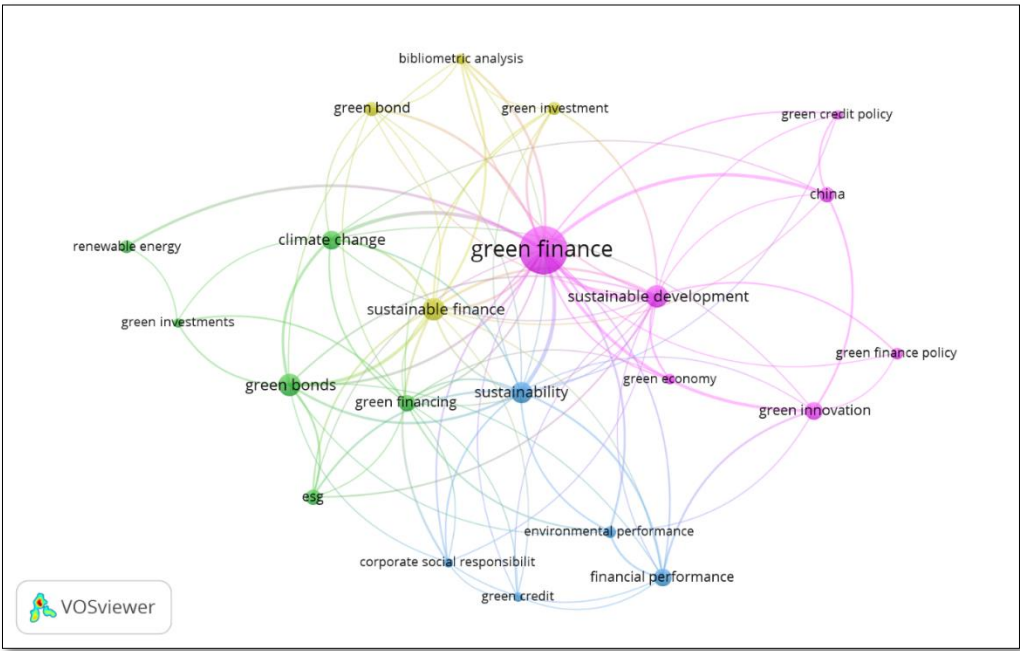 bibliometric analysis
green bond
green investment
green credit policy
china
renewable energy
climate change
green finance
sustainable development
sustainable finance
green investments
green finance policy
green bonds
green financing
sustainability
green economy
green innovation
esg
environmental performance
corporate social responsibilit
financial performance
green credit
VOSviewer